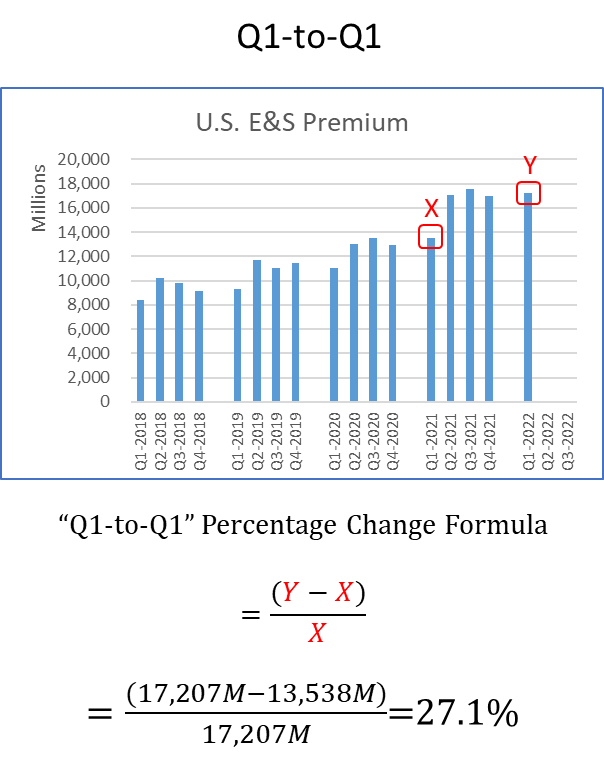 Q1-to-Q1
U.S. E&S Premium
Millions
20,000
18,000
16,000
14,000
12,000
10,000
8,000
6,000
4,000
2,000
0
X
Y
Q1-2018
Q2-2018
Q3-2018
Q4-2018
Q1-2019
Q2-2019
Q3-2019
Q4-2019
Q1-2020
Q2-2020
Q3-2020
Q4-2020
Q1-2021
Q2-2021
Q3-2021
Q4-2021
Q1-2022
Q2-2022
Q3-2022
“Q1-to-Q1” Percentage Change Formula
(Y − X)
=
X
(17,207M−13,538M)
= =27.1%
17,207M